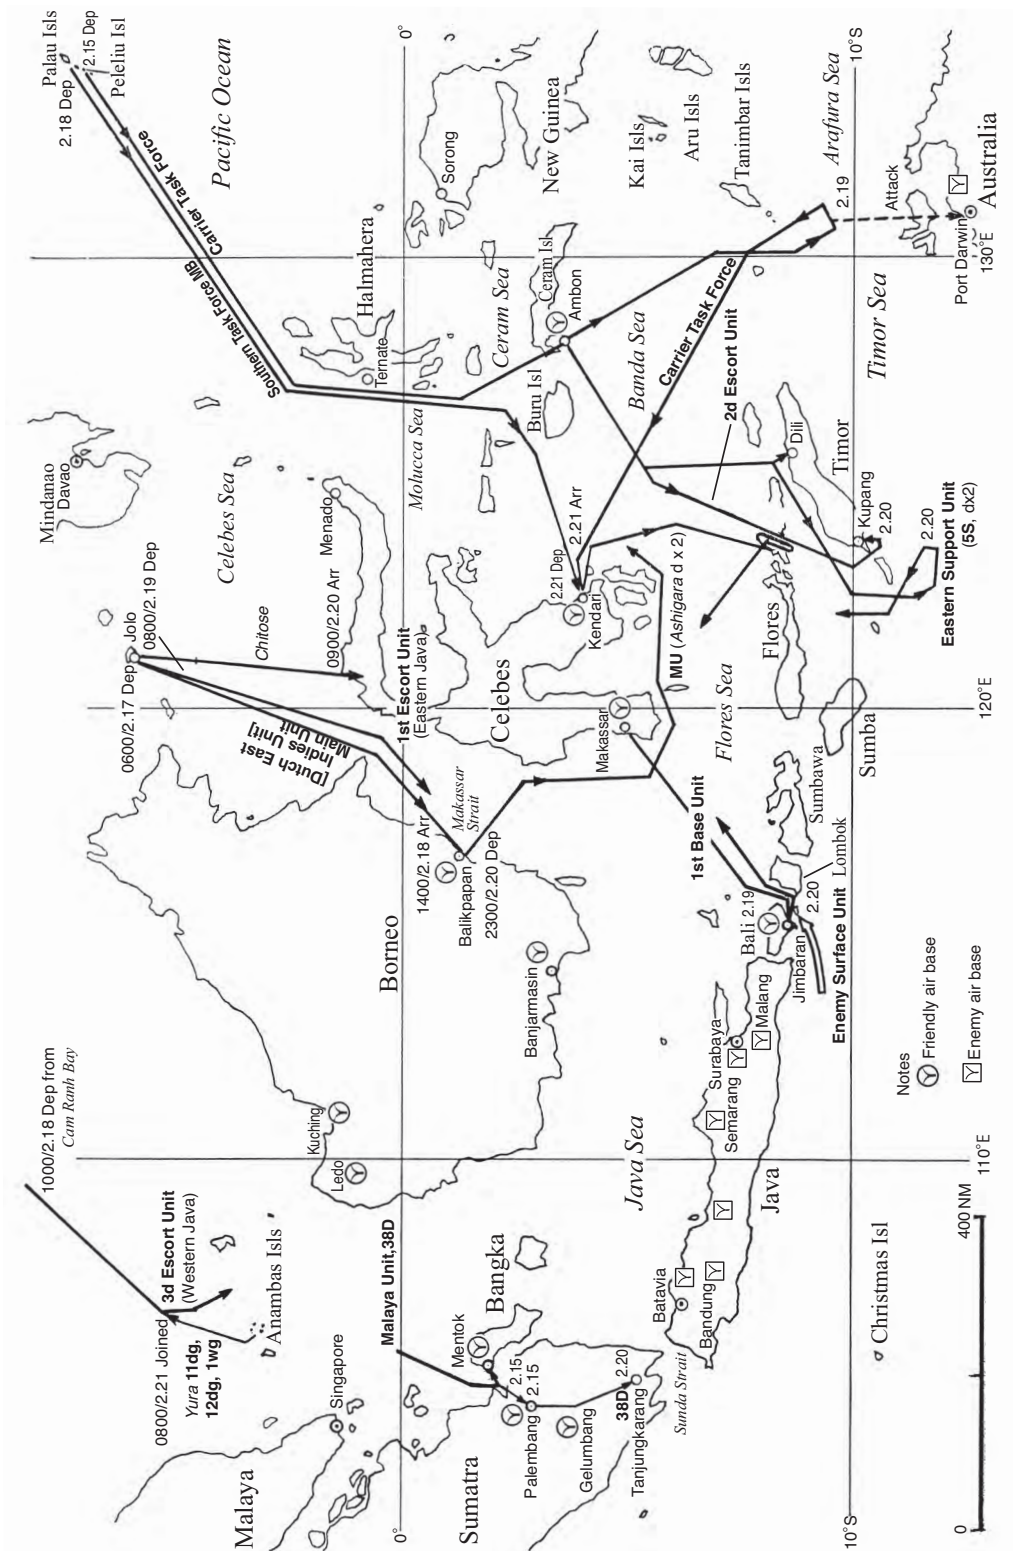 1000/2.18 Dep from
Cam Ranh Bay
3d Escort Unit
(Western Java)
0800/2.21 Joined
Yura 11dg,
12dg, 1wg
Anambas Isls
Singapore
Malaya
Malaya Unit,38D
Kuching
Ledo
Borneo
0600/2.17 Dep
Jolo
0800/2.19 Dep
Chitose
0900/2.20 Arr
[Dutch East
Indies Unit]
Main Unit
1st Escort Unit
(Eastern Java)
1400/2.18 Arr
Balikpapan
2300/2.20 Dep
Makassar
Strait
Banjarmasin
Mindanao
Davao
Celebes Sea
Menado
Molucca Sea
Palau Isls
2.18 Dep
2.15 Dep
Peleliu Isl
Pacific Ocean
Carrier Task Force
Southern Task Force MB
Halmahera
Ternate
0°
Sorong
New Guinea
Ceram Sea
Ceram Isl
Ambon
Buru Isl
Banda Sea
Kai Isls
Aru Isls
Tanimbar Isls
Arafura Sea
10°S
2.19
Attack
Port Darwin
Australia
130°E
Timor Sea
Carrier Task Force
2d Escort Unit
Dili
Timor
Kupang
2.20
2.20
Eastern Support Unit
(5S, dx2)
2.21 Arr
2.21 Dep
Kendari
Celebes
MU (Ashigara d x 2)
Makassar
Flores Sea
Flores
Sumba
120°E
Sumbawa
Lombok
1st Base Unit
Bali 2.19
2.20
Jimbaran
Enemy Surface Unit
Malang
Surabaya
Semarang
Java Sea
Java
110°E
Batavia
Bandung
Sunda Strait
Christmas Isl
0°
Sumatra
Mentok
Bangka
2.15
2.15
Palembang
Gelumbang
38D
2.20
Tanjungkarang
10°S
Notes
Friendly air base
Enemy air base
0
400 NM